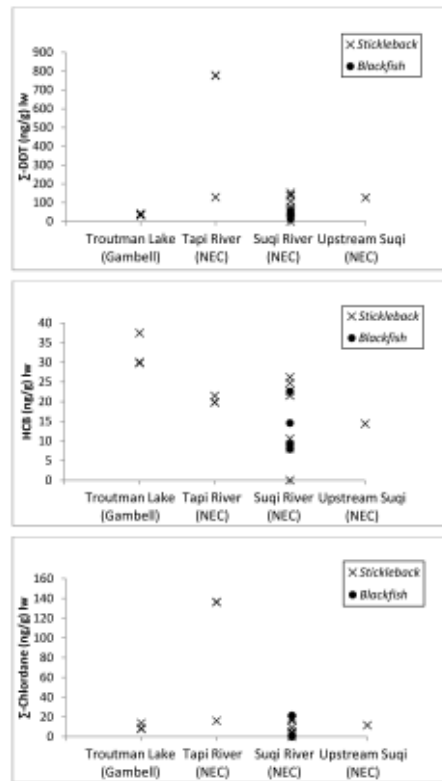 Σ-DDT (ng/g) lw
900
800
700
600
500
400
300
200
100
0
× Stickleback
● Blackfish
Troutman Lake Tapi River Suqi River Upstream Suqi
(Gambell) (NEC) (NEC) (NEC)
HCB (ng/g) lw
40
35
30
25
20
15
10
5
0
× Stickleback
● Blackfish
Troutman Lake Tapi River Suqi River Upstream Suqi
(Gambell) (NEC) (NEC) (NEC)
Σ-Chlordane (ng/g) lw
160
140
120
100
80
60
40
20
0
× Stickleback
● Blackfish
Troutman Lake Tapi River Suqi River Upstream Suqi
(Gambell) (NEC) (NEC) (NEC)